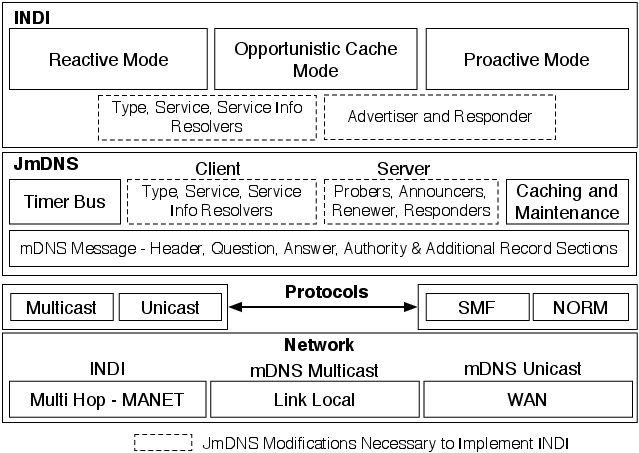 INDI
Reactive Mode
Opportunistic Cache
Mode
Proactive Mode
Type, Service, Service Info
Resolvers
Advertiser and Responder
JmDNS
Client
Server
Timer Bus
Type, Service, Service
Info Resolvers
Probers, Announcers,
Renewer, Responders
Caching and
Maintenance
mDNS Message - Header, Question, Answer, Authority & Additional Record Sections
Multicast
Unicast
Protocols
SMF
NORM
Network
INDI
mDNS Multicast
mDNS Unicast
Multi Hop - MANET
Link Local
WAN
JmDNS Modifications Necessary to Implement INDI